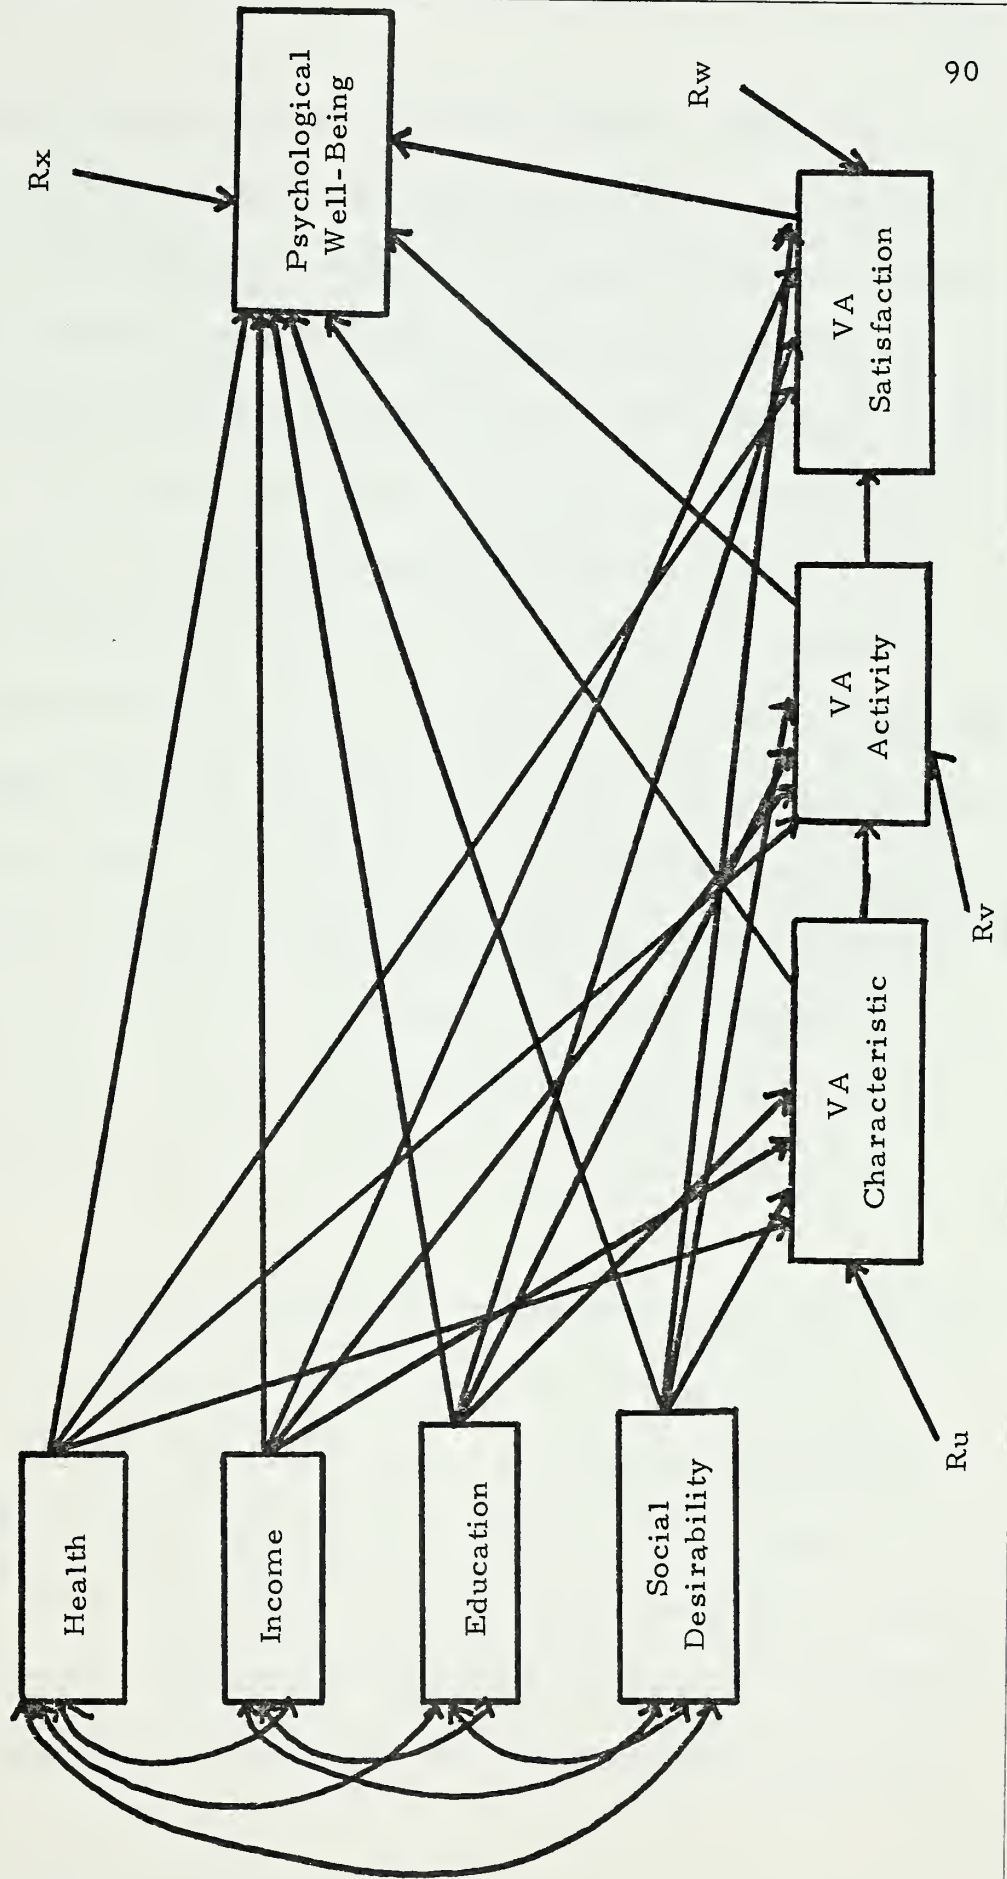 90
Rx
Psychological
Well-Being
Rw
Health
Income
Education
Social
Desirability
VA
Characteristic
VA
Activity
VA
Satisfaction
Ru
Rv